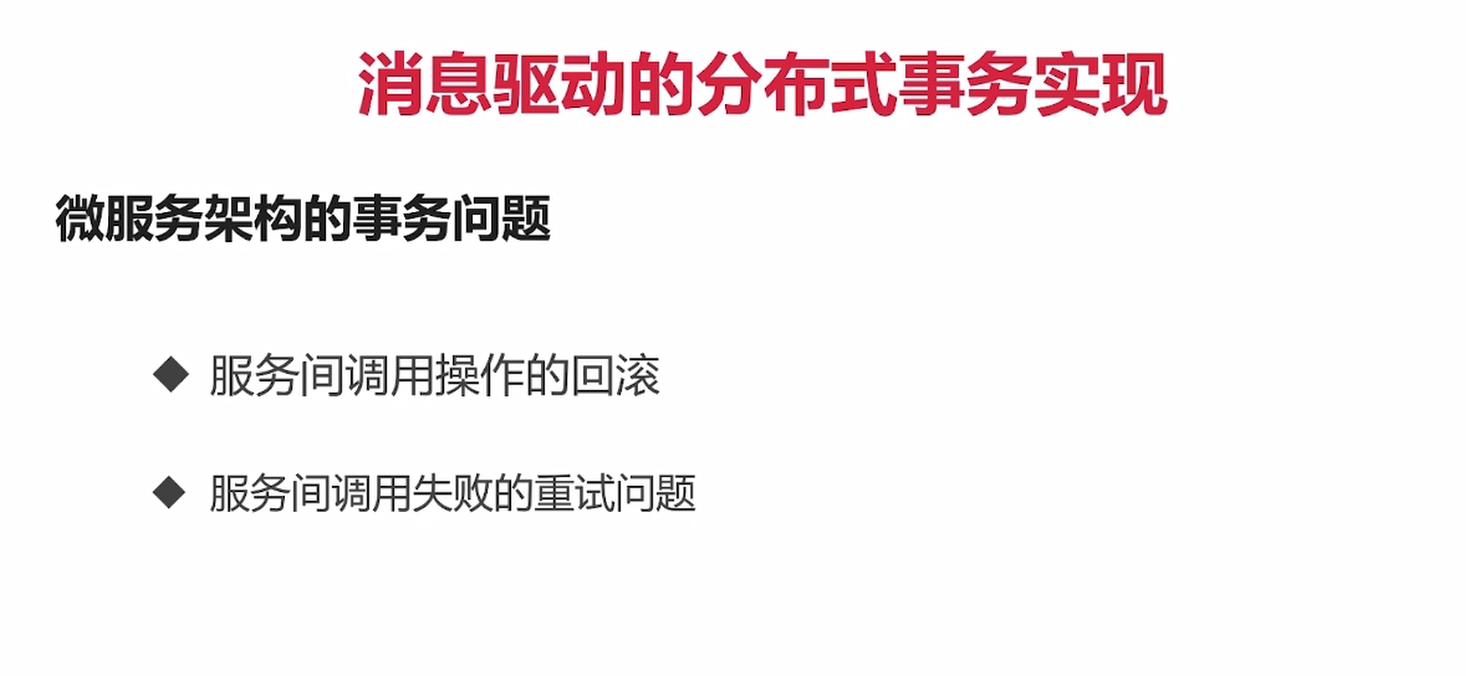 消息驱动的分布式事务实现
微服务架构的事务问题
◆ 服务间调用操作的回滚
◆ 服务间调用失败的重试问题